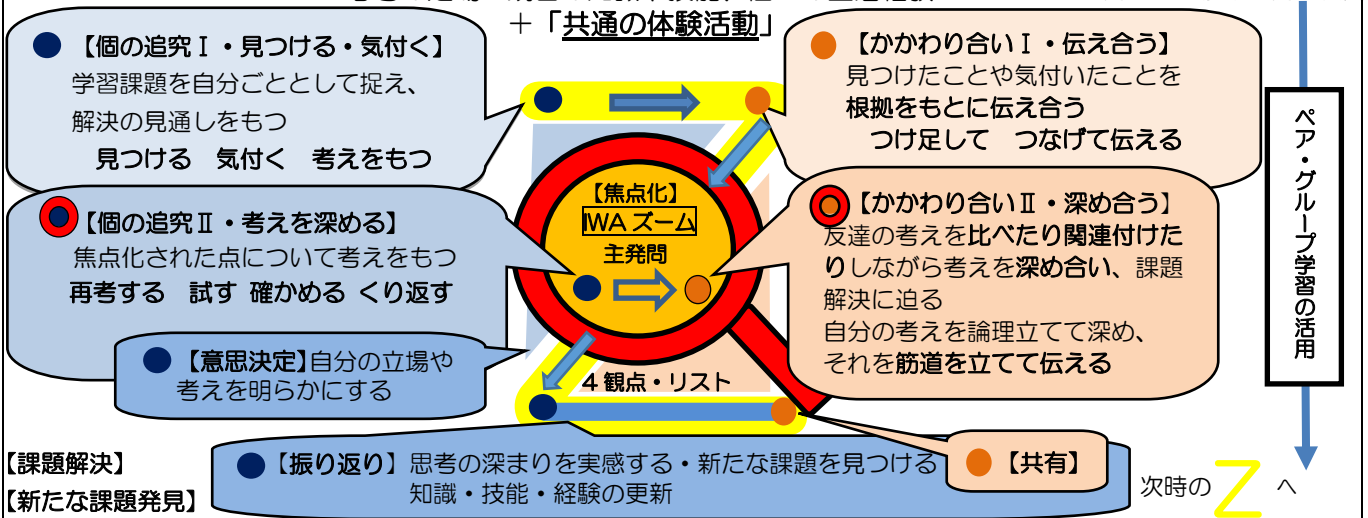 ＋「共通の体験活動」
【個の追究Ⅰ・見つける・気付く】
学習課題を自分ごととして捉え、
解決の見通しをもつ
見つける　気付く　考えをもつ
【かかわり合いⅠ・伝え合う】
見つけたことや気付いたことを
根拠をもとに伝え合う
つけ足して　つなげて伝える
【焦点化】
IWAズーム
主発問
【個の追究Ⅱ・考えを深める】
焦点化された点について考えをもつ
再考する　試す　確かめる　くり返す
【かかわり合いⅡ・深め合う】
友達の考えを比べたり関連付けた
りしながら考えを深め合い、課題
解決に迫る
自分の考えを論理立てて深め、
それを筋道を立てて伝える
【意思決定】自分の立場や
考えを明らかにする
4観点・リスト
ペア・グループ学習の活用
【課題解決】
【新たな課題発見】
【振り返り】思考の深まりを実感する・新たな課題を見つける
知識・技能・経験の更新
【共有】
次時の Z へ